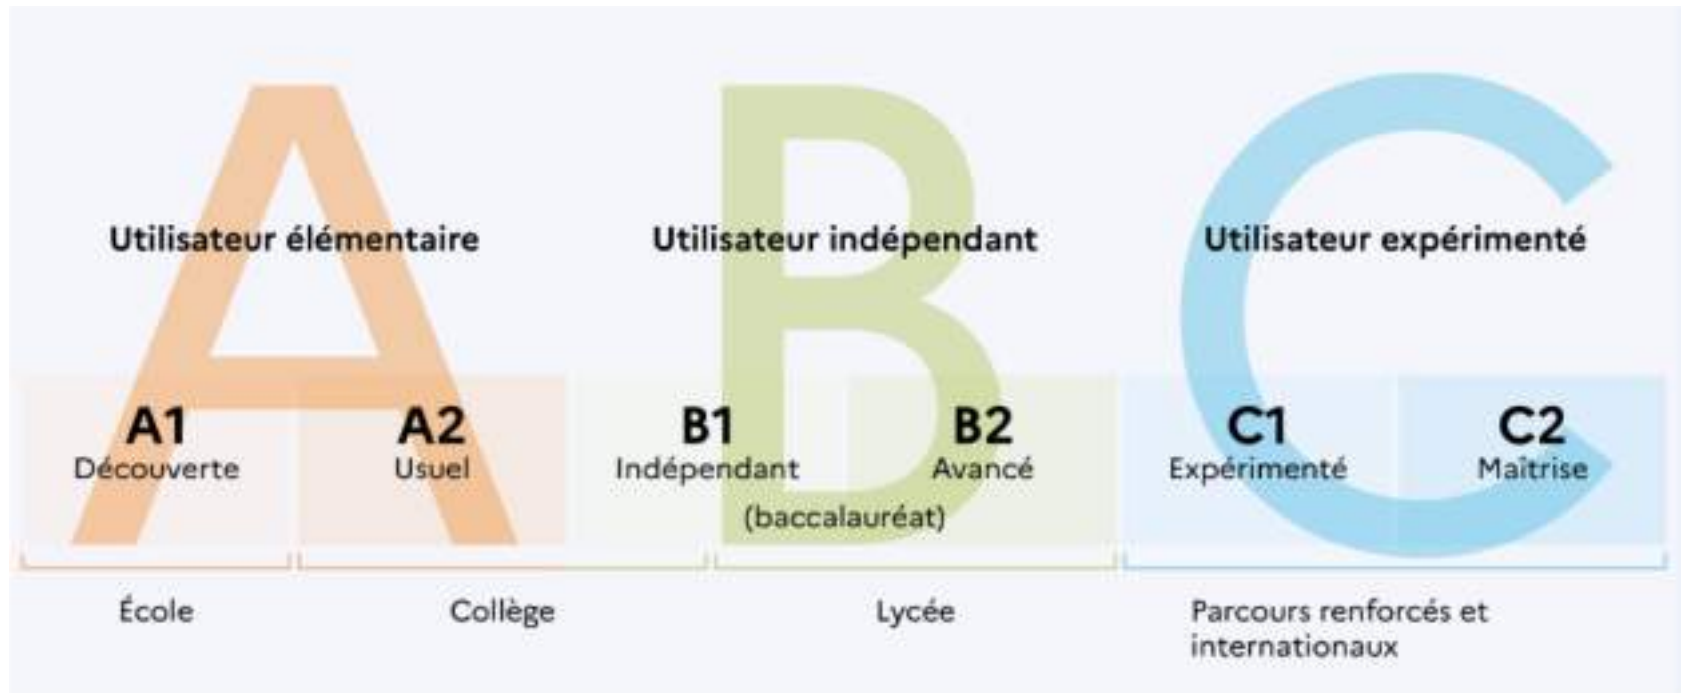 A B C
Utilisateur élémentaire
Utilisateur indépendant
Utilisateur expérimenté
A1
Découverte
A2
Usuel
B1
Indépendant
B2
Avancé
(baccalauréat)
C1
Expérimenté
C2
Maîtrise
École
Collège
Lycée
Parcours renforcés et
internationaux